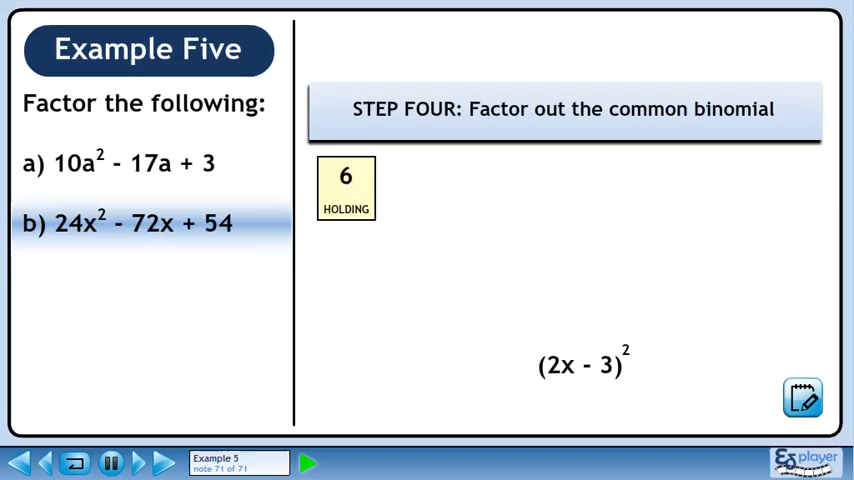 Example Five
Factor the following:
a) 10a² - 17a + 3
b) 24x² - 72x + 54
STEP FOUR: Factor out the common binomial
6
HOLDING
(2x - 3)²
Example 5
note 71 of 71
player